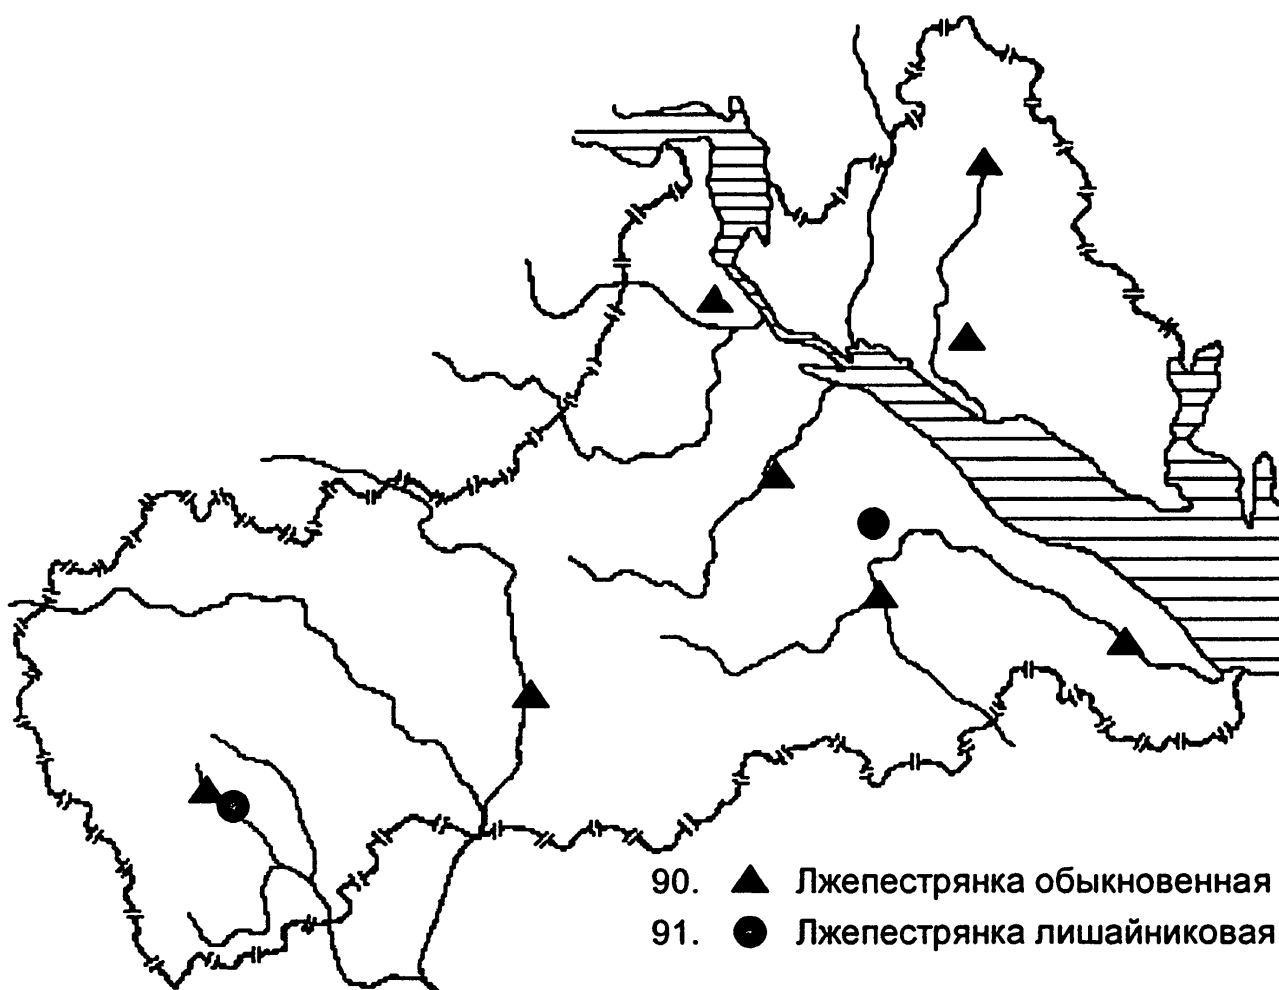 90. Лжепестрянка обыкновенная
91. Лжепестрянка лишайниковая